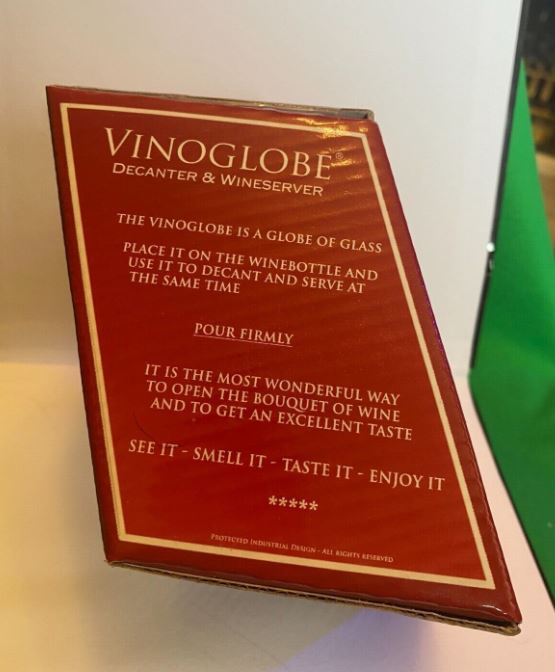 VINOGLOBE®
DECANTER & WINESERVER
THE VINOGLOBE IS A GLOBE OF GLASS
PLACE IT ON THE WINEBOTTLE AND
USE IT TO DECANT AND SERVE AT
THE SAME TIME
POUR FIRMLY
IT IS THE MOST WONDERFUL WAY
TO OPEN THE BOUQUET OF WINE
AND TO GET AN EXCELLENT TASTE
SEE IT - SMELL IT - TASTE IT - ENJOY IT
*****
PROTECTED INDUSTRIAL DESIGN - ALL RIGHTS RESERVED